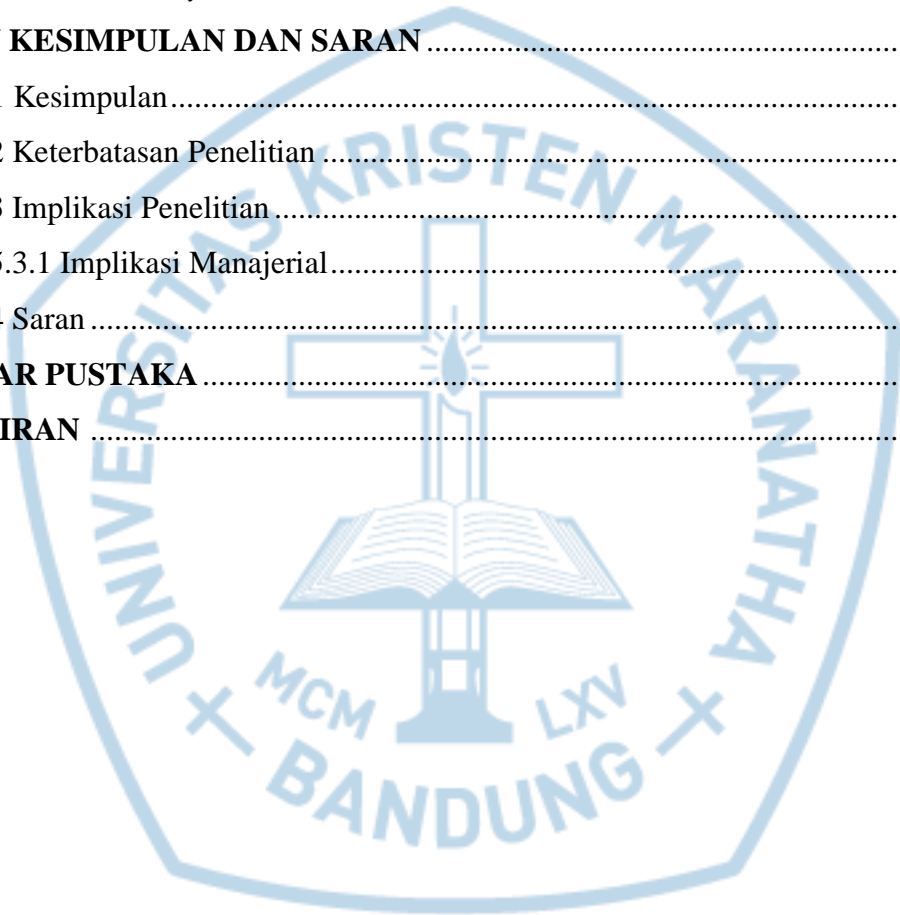 KESIMPULAN DAN SARAN ........................................
Kesimpulan ........................................
Keterbatasan Penelitian ........................................
Implikasi Penelitian ........................................
5.3.1 Implikasi Manajerial ........................................
Saran ........................................
AR PUSTAKA ........................................
IRAN ........................................
UNIVERSITAS KRISTEN MARANATHA
MCM LXV
BANDUNG